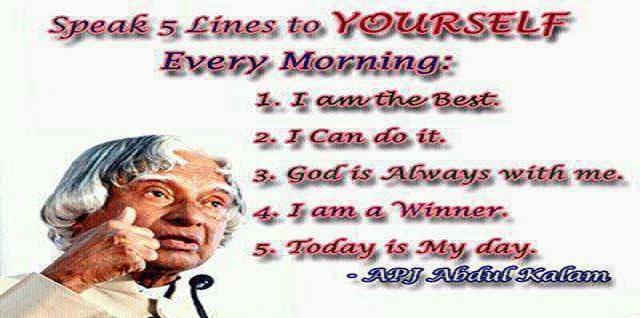 Speak 5 Lines to YOURSELF
Every Morning:
1. I am the Best.
2. I Can do it.
3. God is Always with me.
4. I am a Winner.
5. Today is My day.
- APJ Abdul Kalam